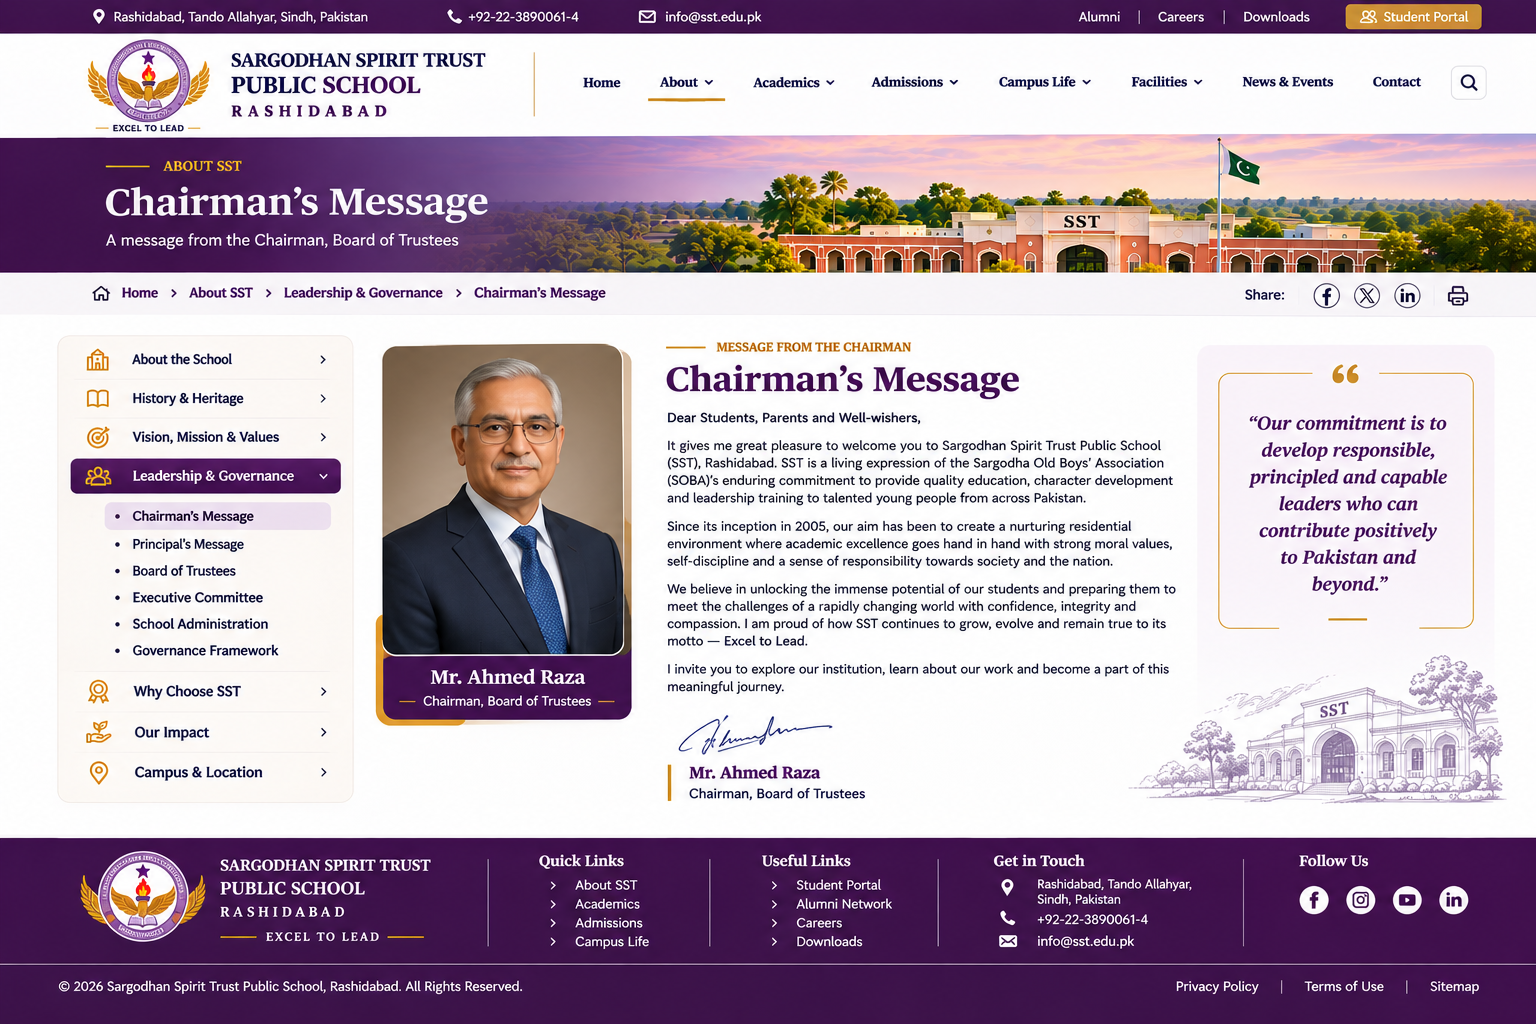 Rashidabad, Tando Allahyar, Sindh, Pakistan
+92-22-3890061-4
info@sst.edu.pk
Alumni
Careers
Downloads
Student Portal
EXCEL TO LEAD
SARGODHAN SPIRIT TRUST
PUBLIC SCHOOL
RASHIDABAD
Home
About
Academics
Admissions
Campus Life
Facilities
News & Events
Contact
ABOUT SST
Chairman's Message
A message from the Chairman, Board of Trustees
SST
Home > About SST > Leadership & Governance > Chairman's Message
Share:
About the School
History & Heritage
Vision, Mission & Values
Leadership & Governance
• Chairman's Message
• Principal's Message
• Board of Trustees
• Executive Committee
• School Administration
• Governance Framework
Why Choose SST
Our Impact
Campus & Location
Mr. Ahmed Raza
Chairman, Board of Trustees
MESSAGE FROM THE CHAIRMAN
Chairman's Message
Dear Students, Parents and Well-wishers,
It gives me great pleasure to welcome you to Sargodhan Spirit Trust Public School
(SST), Rashidabad. SST is a living expression of the Sargodha Old Boys' Association
(SOBA)'s enduring commitment to provide quality education, character development
and leadership training to talented young people from across Pakistan.
Since its inception in 2005, our aim has been to create a nurturing residential
environment where academic excellence goes hand in hand with strong moral values,
self-discipline and a sense of responsibility towards society and the nation.
We believe in unlocking the immense potential of our students and preparing them to
meet the challenges of a rapidly changing world with confidence, integrity and
compassion. I am proud of how SST continues to grow, evolve and remain true to its
motto — Excel to Lead.
I invite you to explore our institution, learn about our work and become a part of this
meaningful journey.
Mr. Ahmed Raza
Chairman, Board of Trustees
"Our commitment is to
develop responsible,
principled and capable
leaders who can
contribute positively
to Pakistan and
beyond."
SST
SARGODHAN SPIRIT TRUST
PUBLIC SCHOOL
RASHIDABAD
EXCEL TO LEAD
Quick Links
About SST
Academics
Admissions
Campus Life
Useful Links
Student Portal
Alumni Network
Careers
Downloads
Get in Touch
Rashidabad, Tando Allahyar,
Sindh, Pakistan
+92-22-3890061-4
info@sst.edu.pk
Follow Us
© 2026 Sargodhan Spirit Trust Public School, Rashidabad. All Rights Reserved.
Privacy Policy
Terms of Use
Sitemap